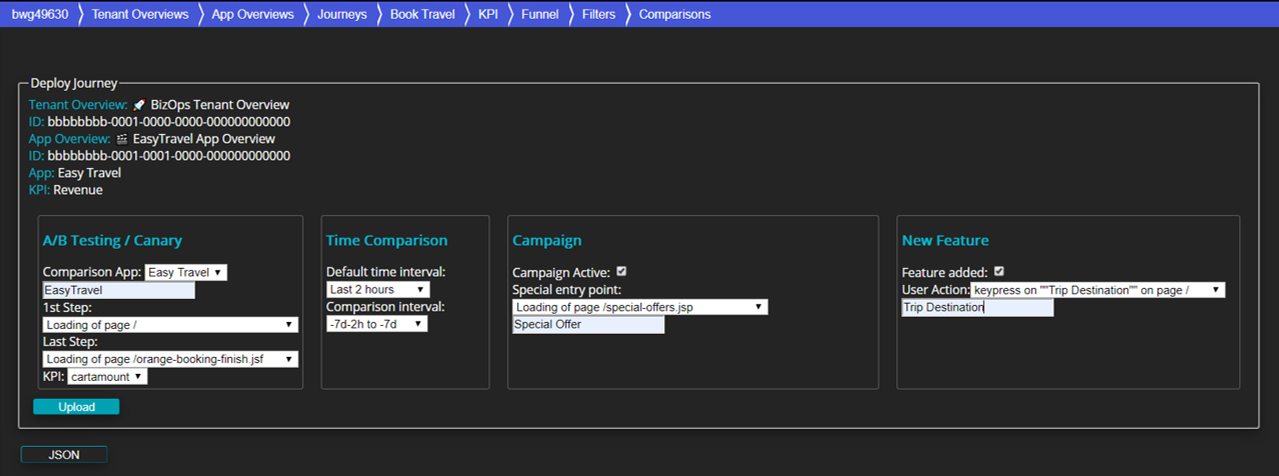 bwg49630 Tenant Overviews App Overviews Journeys Book Travel KPI Funnel Filters Comparisons
Deploy Journey
Tenant Overview: 🚀 BizOps Tenant Overview
ID: bbbbbbbb-0001-0000-0000-000000000000
App Overview: 🎬 EasyTravel App Overview
ID: bbbbbbbb-0001-0001-0000-000000000000
App: Easy Travel
KPI: Revenue
A/B Testing / Canary
Comparison App: Easy Travel
EasyTravel
1st Step:
Loading of page /
Last Step:
Loading of page /orange-booking-finish.jsf
KPI: cartamount
Time Comparison
Default time interval:
Last 2 hours
Comparison interval:
-7d-2h to -7d
Campaign
Campaign Active:
Special entry point:
Loading of page /special-offers.jsp
Special Offer
New Feature
Feature added:
User Action: keypress on ""Trip Destination"" on page /
Trip Destination
Upload
JSON